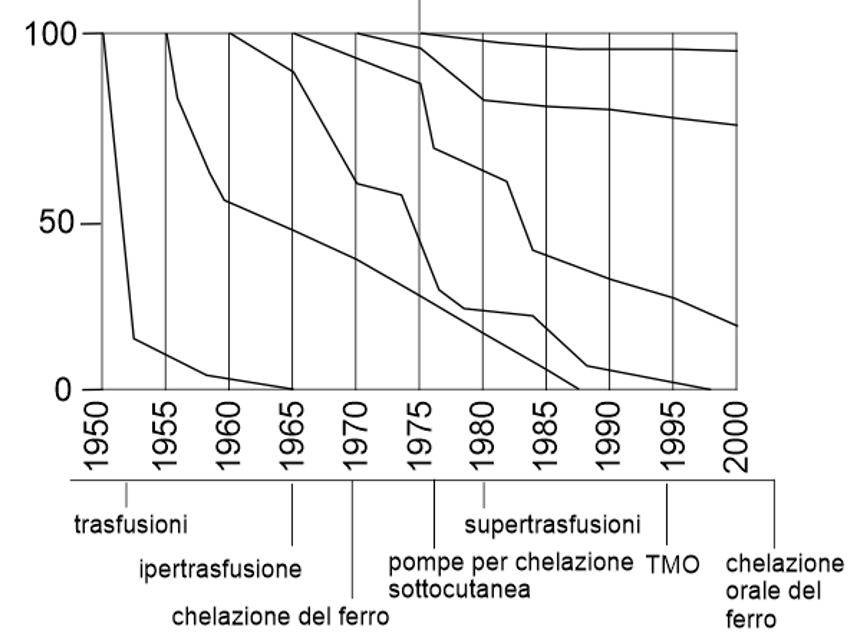 100
50
0
1950 1955 1960 1965 1970 1975 1980 1985 1990 1995 2000
trasfusioni
supertrasfusioni
ipertrasfusione
pompe per chelazione
sottocutanea
TMO
chelazione
orale del
ferro
chelazione del ferro